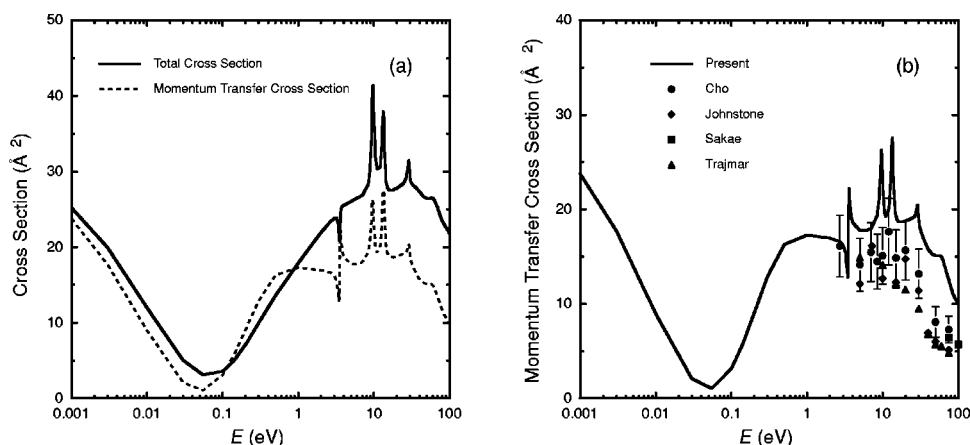 50
40
30
20
10
0
Cross Section (Å 2)
Total Cross Section
Momentum Transfer Cross Section
(a)
0.001
0.01
0.1
1
10
100
E (eV)
40
30
20
10
0
Momentum Transfer Cross Section (Å 2)
Present
Cho
Johnstone
Sakae
Trajmar
(b)
0.001
0.01
0.1
1
10
100
E (eV)